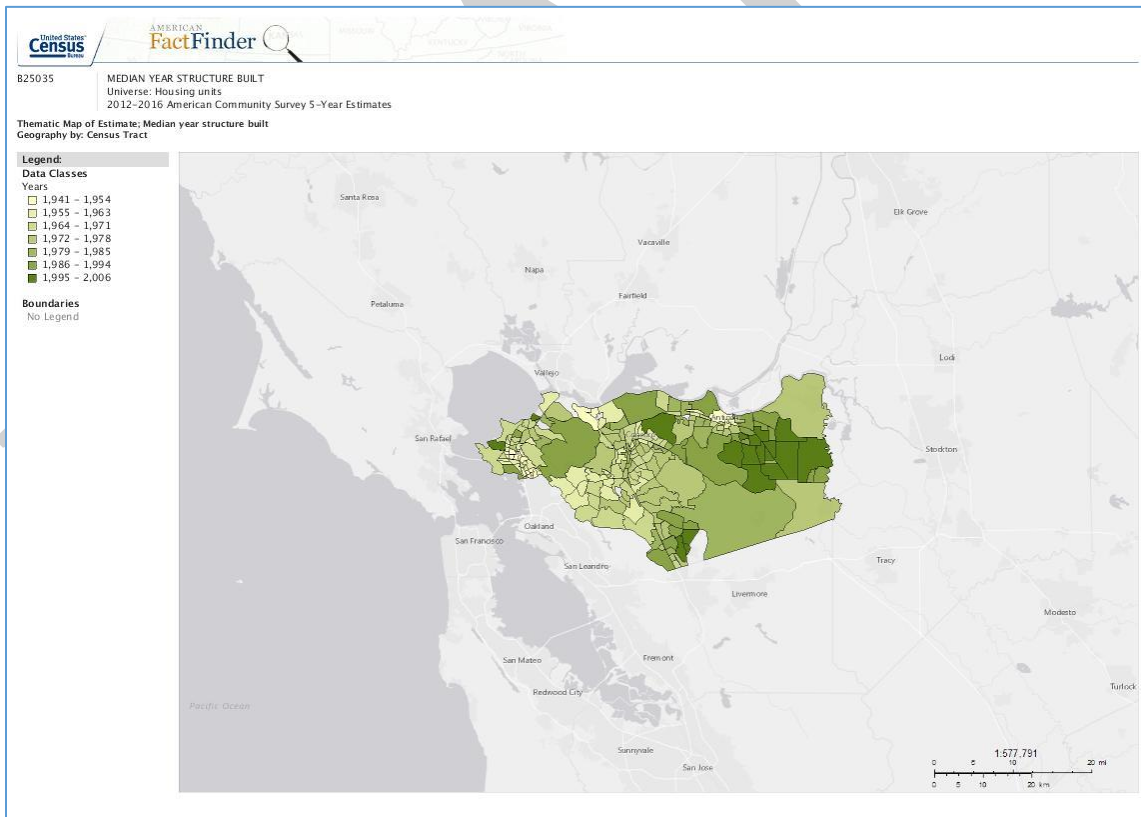 United States
Census
Bureau
AMERICAN
FactFinder
B25035
MEDIAN YEAR STRUCTURE BUILT
Universe: Housing units
2012-2016 American Community Survey 5-Year Estimates
Thematic Map of Estimate; Median year structure built
Geography by: Census Tract
Legend:
Data Classes
Years
1,941 - 1,954
1,955 - 1,963
1,964 - 1,971
1,972 - 1,978
1,979 - 1,985
1,986 - 1,994
1,995 - 2,006
Boundaries
No Legend
Santa Rosa
Elk Grove
Vacaville
Napa
Fairfield
Petaluma
Lodi
Vallejo
San Rafael
Stockton
Oakland
San Francisco
Tracy
San Leandro
Livermore
Modesto
Fremont
San Mateo
Turlock
Redwood City
Pacific Ocean
Sunnyvale
San Jose
1:577,791
0 5 10 20 mi
0 5 10 20 km